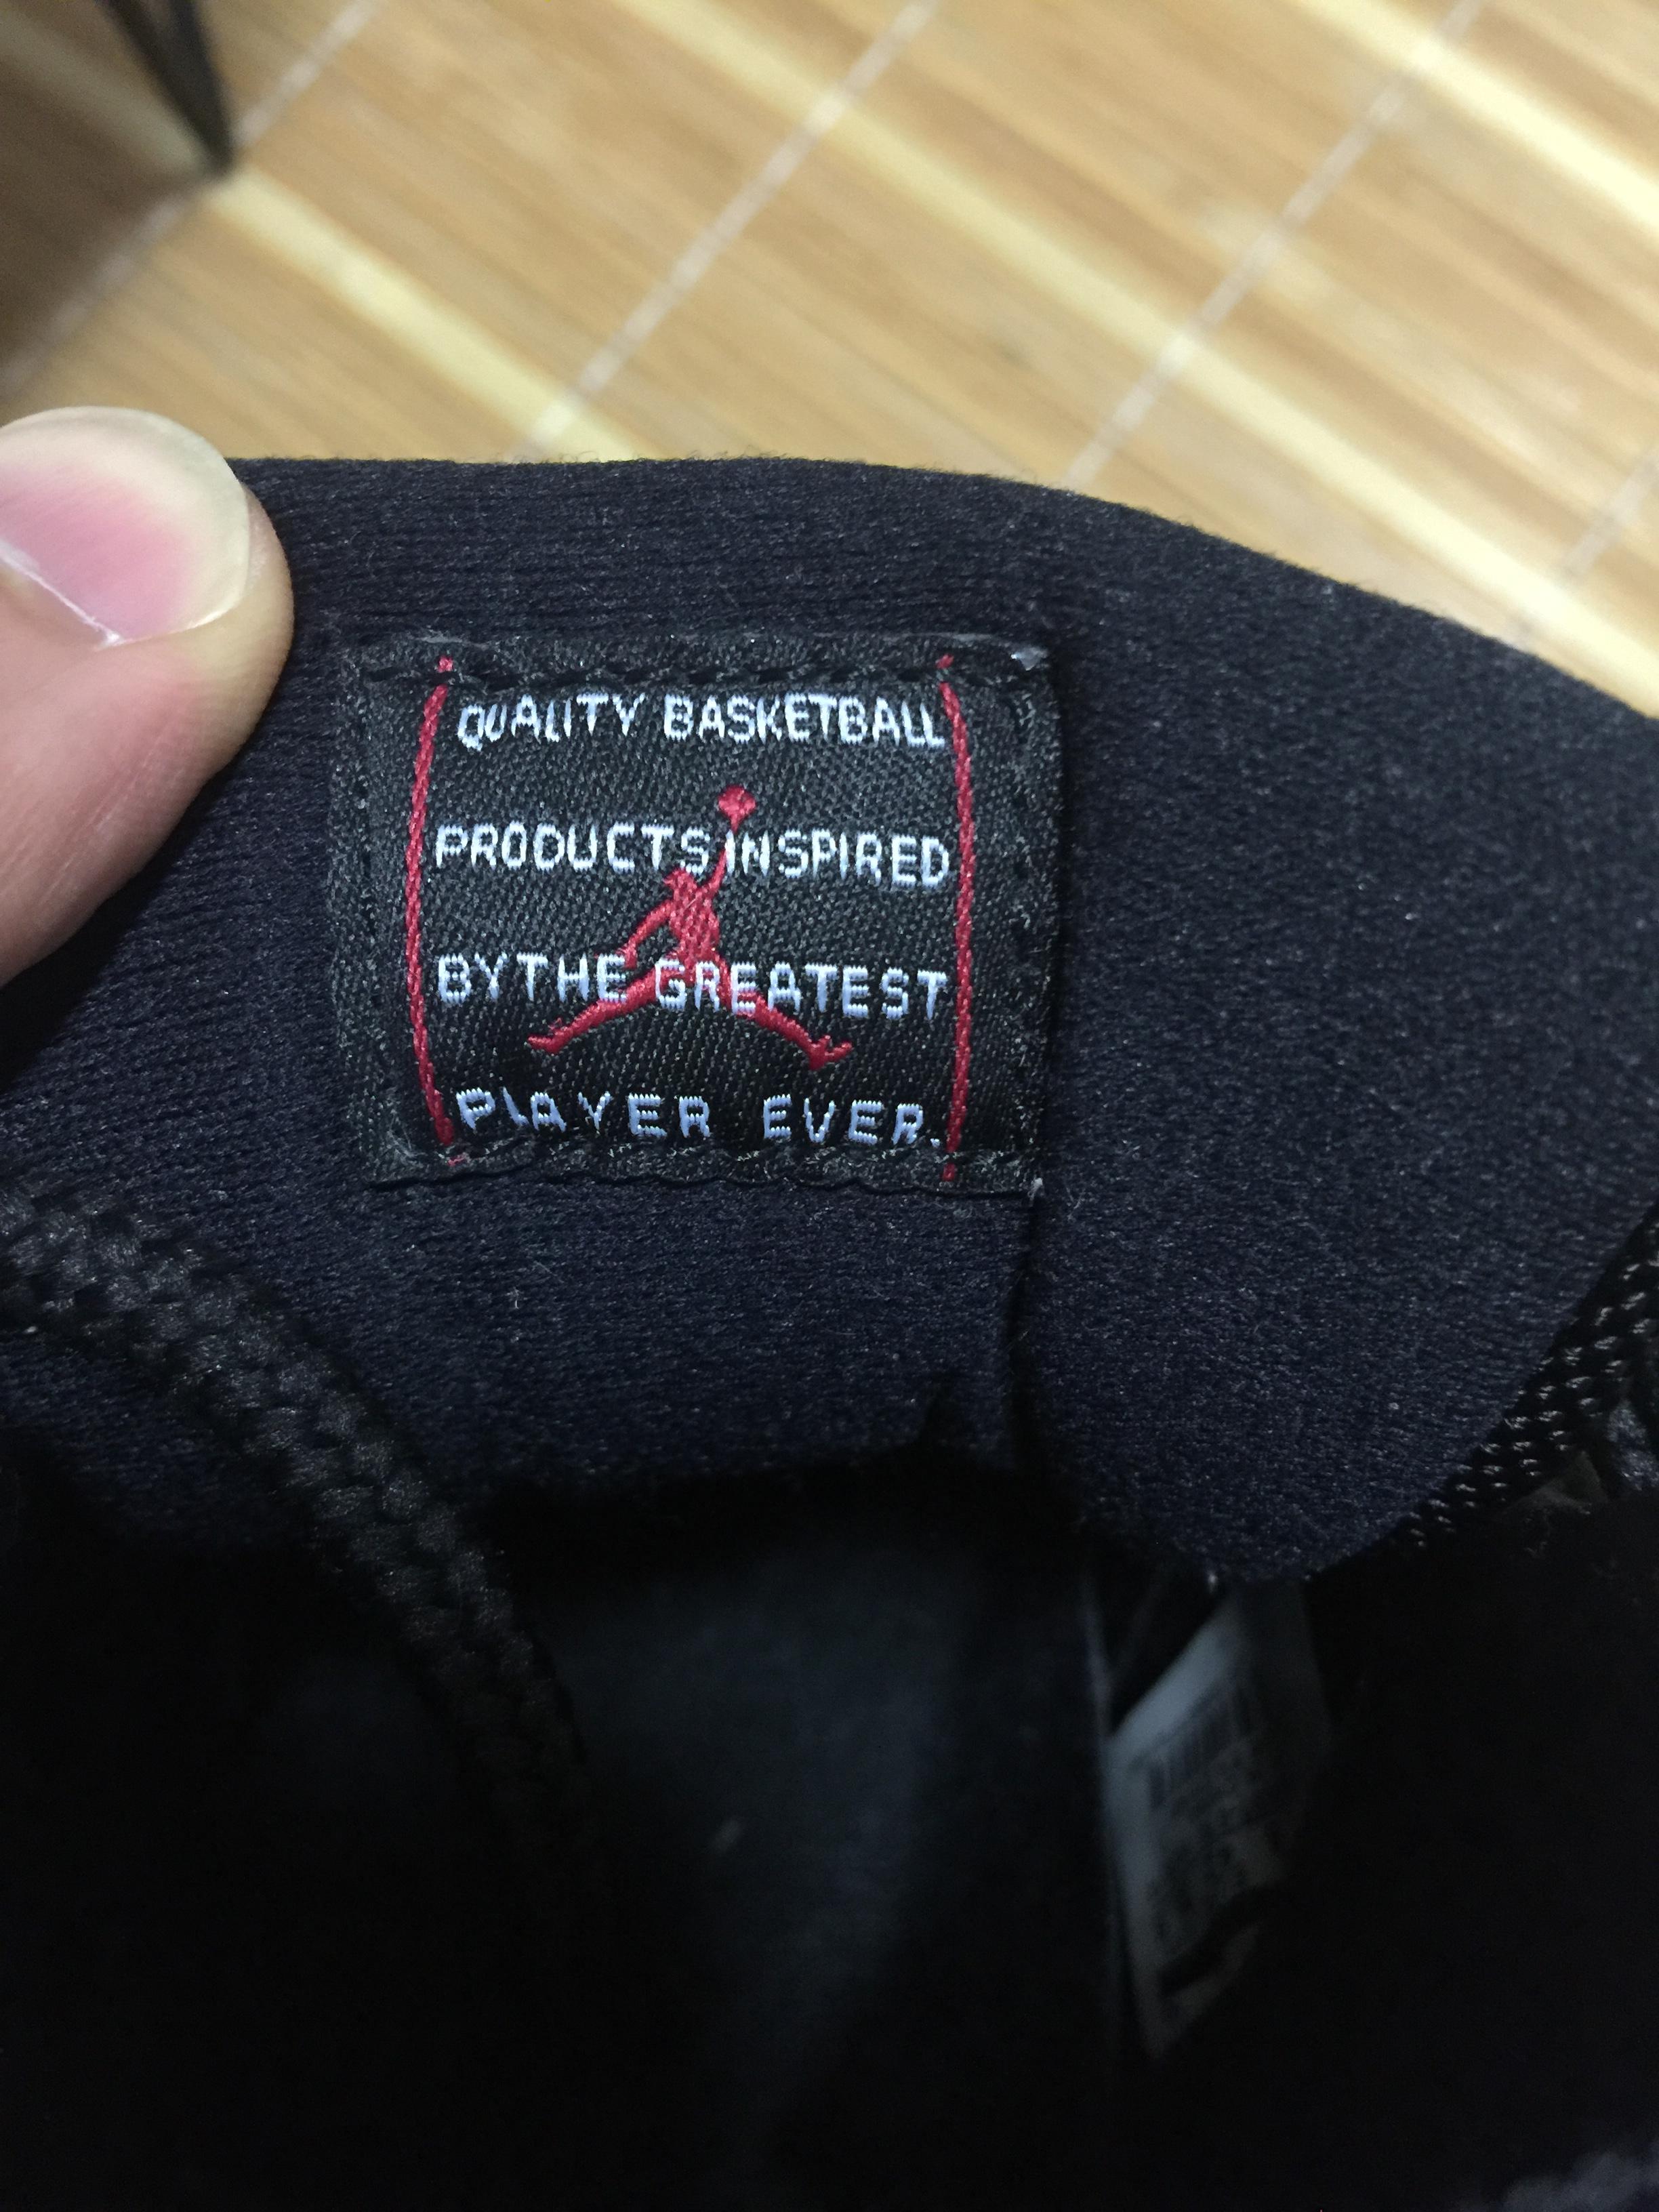 QUALITY BASKETBALL
PRODUCTS INSPIRED
BY THE GREATEST
PLAYER EVER.